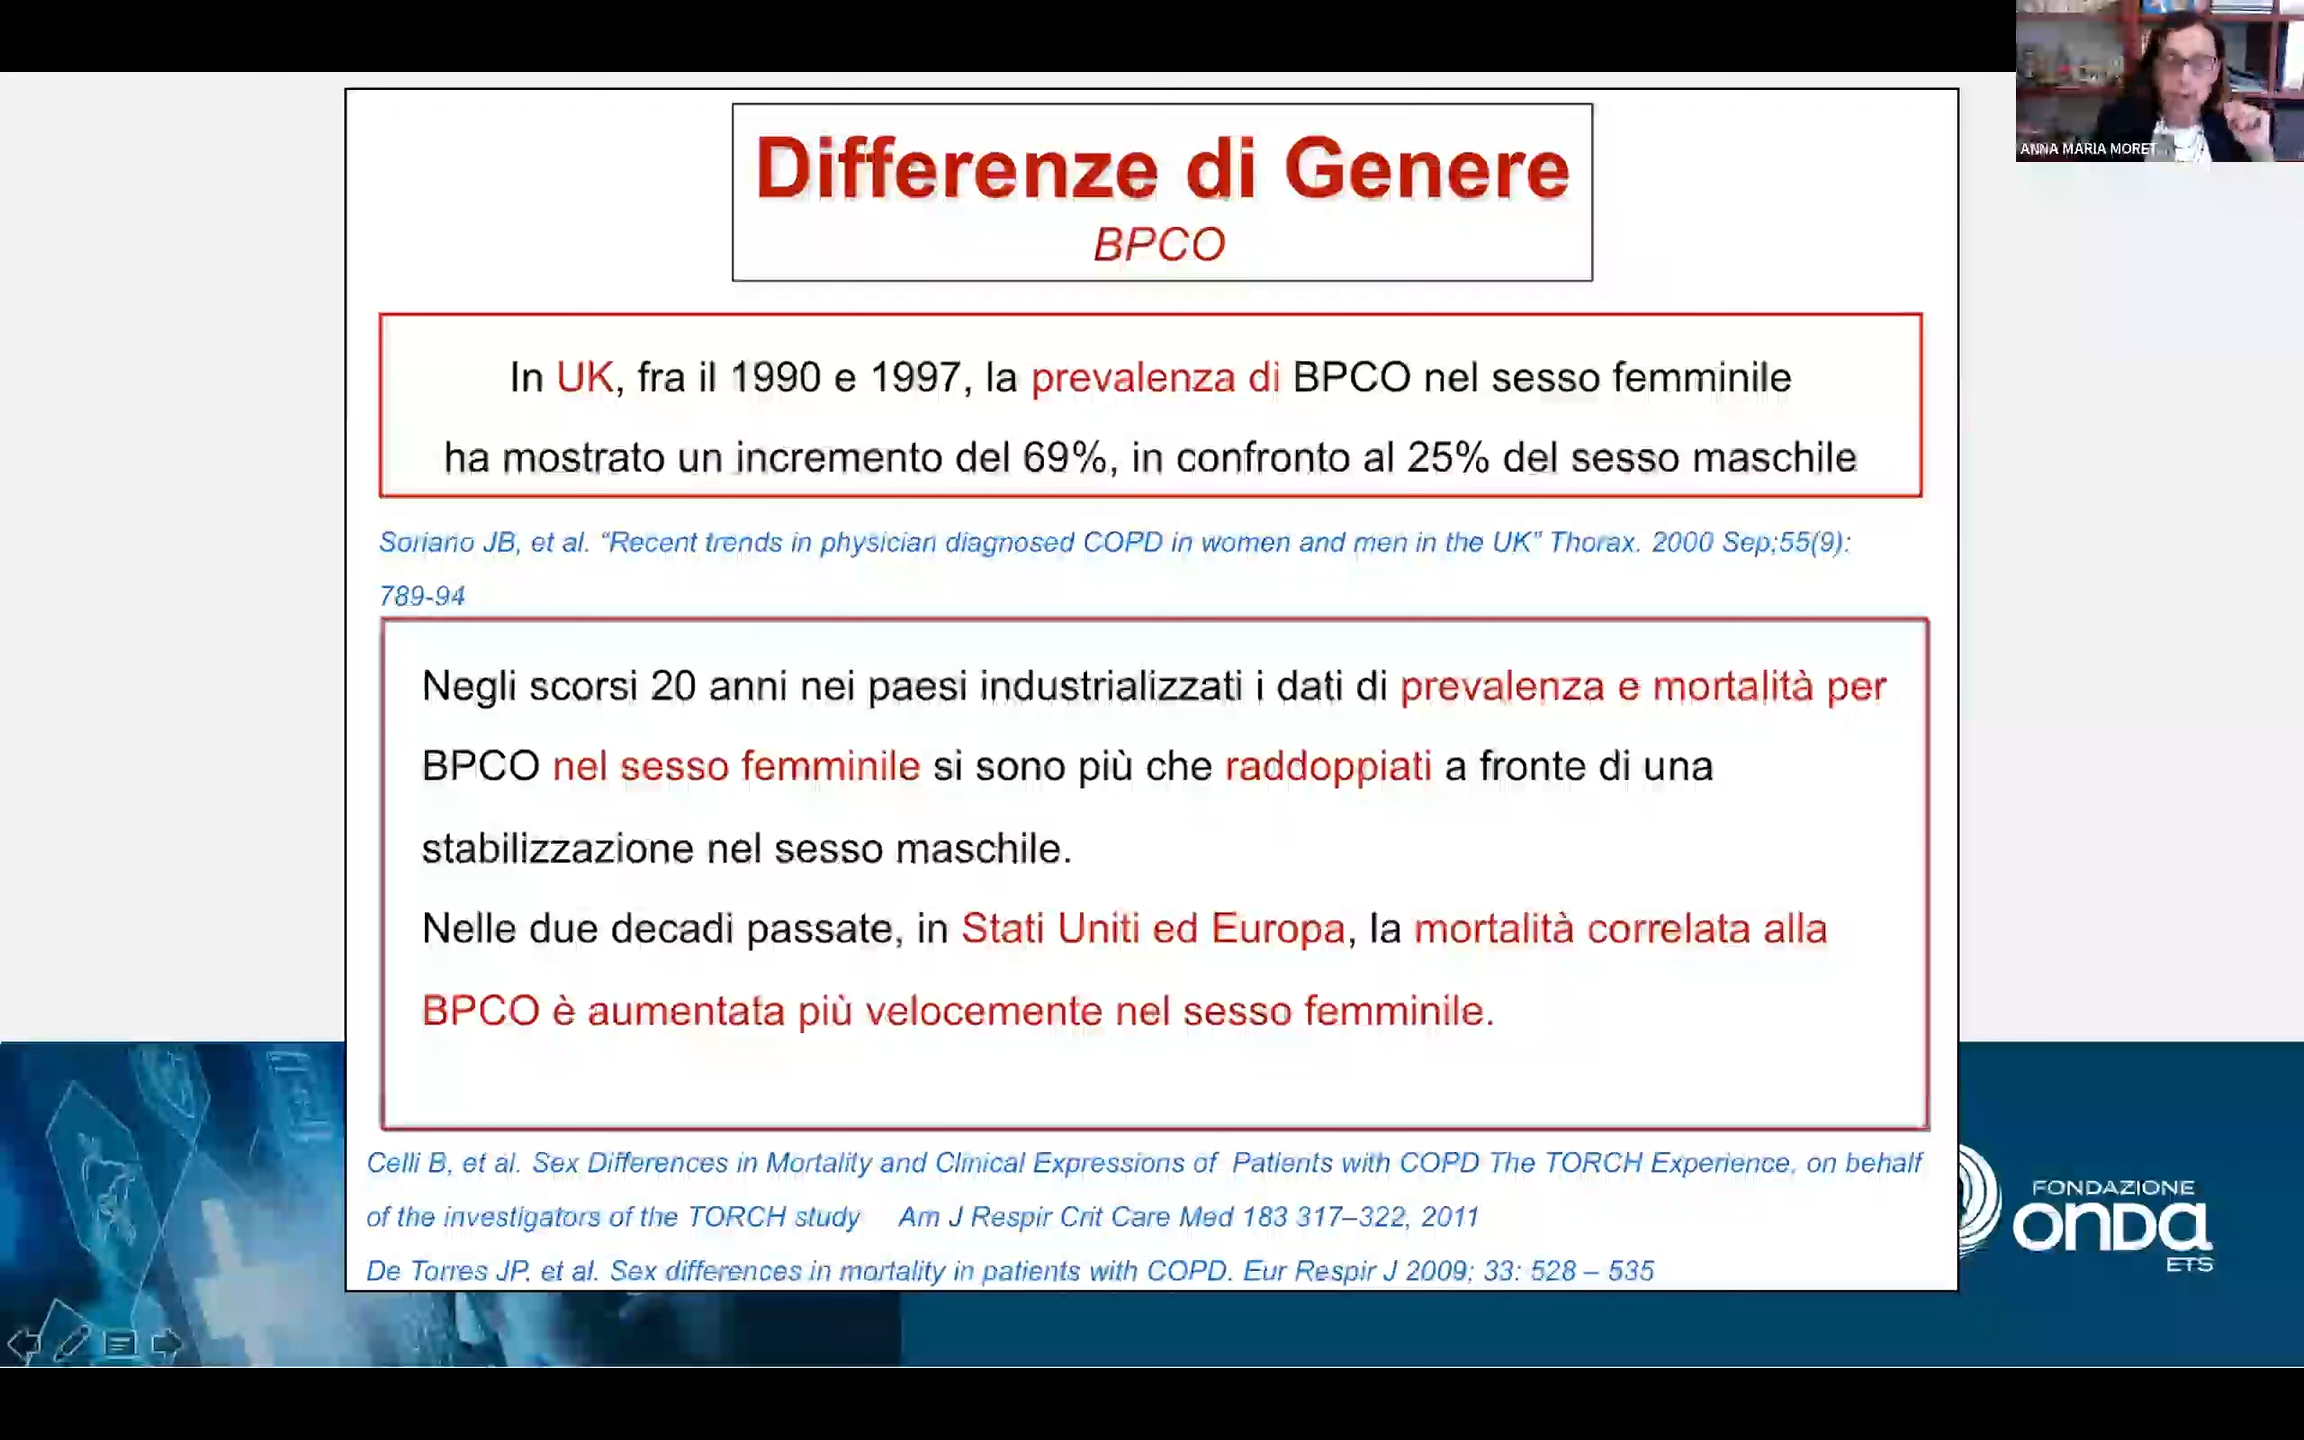 ANNA MARIA MORET...
Differenze di Genere
BPCO
In UK, fra il 1990 e 1997, la prevalenza di BPCO nel sesso femminile
ha mostrato un incremento del 69%, in confronto al 25% del sesso maschile
Soriano JB, et al. “Recent trends in physician diagnosed COPD in women and men in the UK” Thorax. 2000 Sep;55(9):
789-94
Negli scorsi 20 anni nei paesi industrializzati i dati di prevalenza e mortalità per
BPCO nel sesso femminile si sono più che raddoppiati a fronte di una
stabilizzazione nel sesso maschile.
Nelle due decadi passate, in Stati Uniti ed Europa, la mortalità correlata alla
BPCO è aumentata più velocemente nel sesso femminile.
Celli B, et al. Sex Differences in Mortality and Clinical Expressions of Patients with COPD The TORCH Experience, on behalf
of the investigators of the TORCH study Am J Respir Crit Care Med 183 317–322, 2011
De Torres JP, et al. Sex differences in mortality in patients with COPD. Eur Respir J 2009; 33: 528 – 535
FONDAZIONE
ONDA
ETS